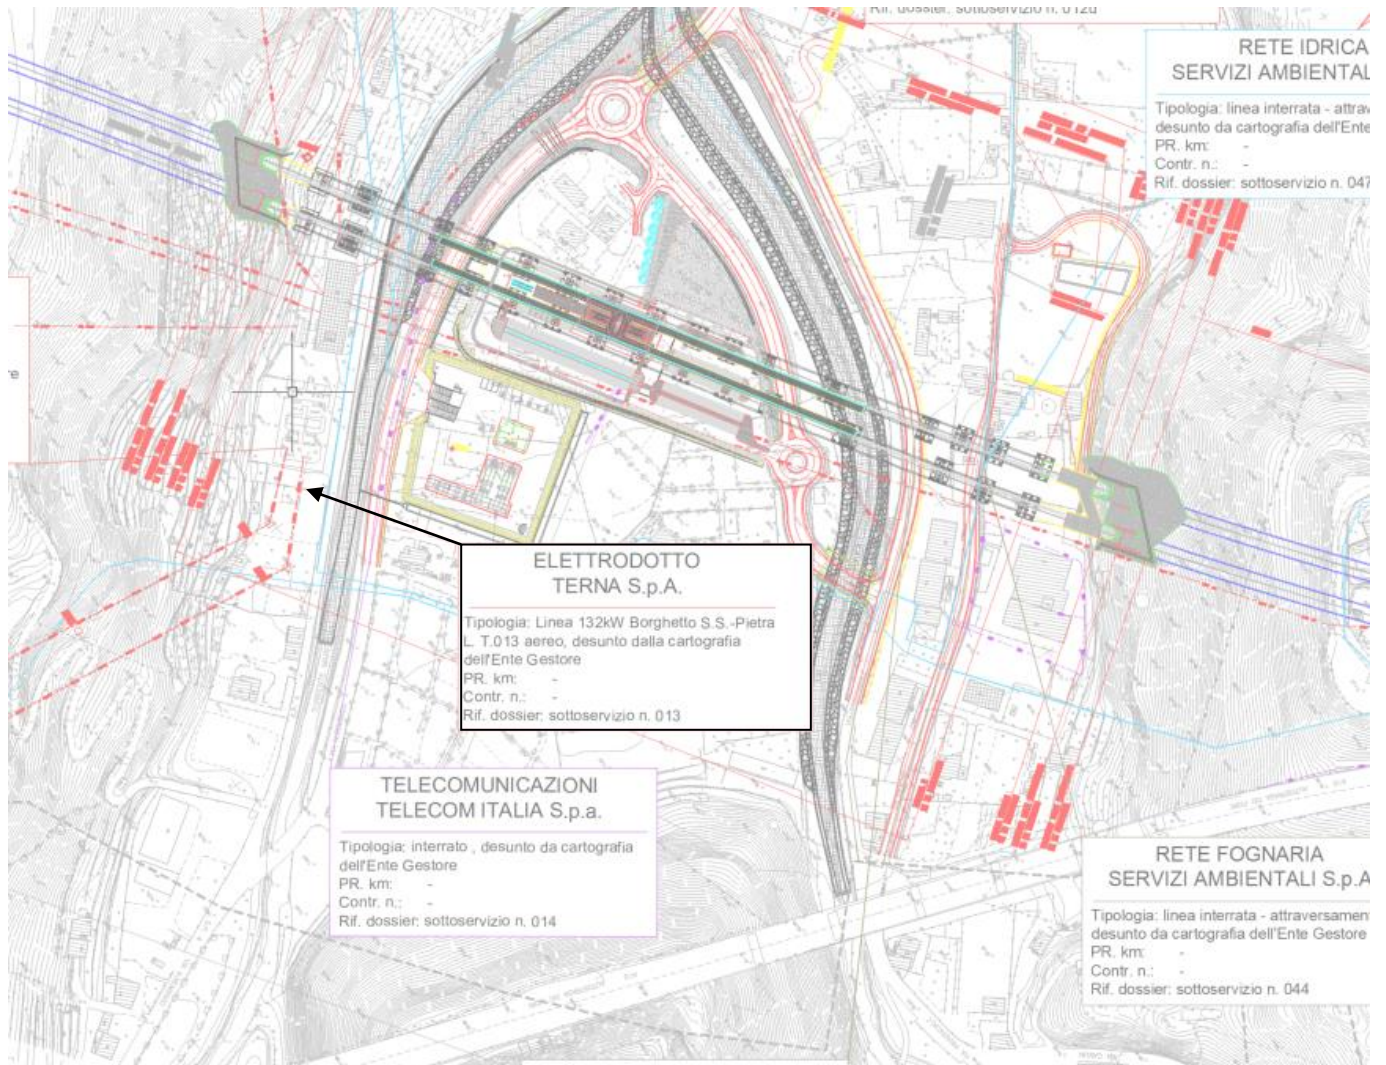 Rif. dossier: sottoservizio n. 012d
RETE IDRICA
SERVIZI AMBIENTAL
Tipologia: linea interrata - attrav
desunto da cartografia dell'Ente
PR. km: -
Contr. n.: -
Rif. dossier: sottoservizio n. 047
ELETTRODOTTO
TERNA S.p.A.
Tipologia: Linea 132kW Borghetto S.S.-Pietra
L. T.013 aereo, desunto dalla cartografia
dell'Ente Gestore
PR. km: -
Contr. n.: -
Rif. dossier: sottoservizio n. 013
TELECOMUNICAZIONI
TELECOM ITALIA S.p.a.
Tipologia: interrato , desunto da cartografia
dell'Ente Gestore
PR. km: -
Contr. n.: -
Rif. dossier: sottoservizio n. 014
RETE FOGNARIA
SERVIZI AMBIENTALI S.p.A
Tipologia: linea interrata - attraversamen
desunto da cartografia dell'Ente Gestore
PR. km: -
Contr. n.: -
Rif. dossier: sottoservizio n. 044